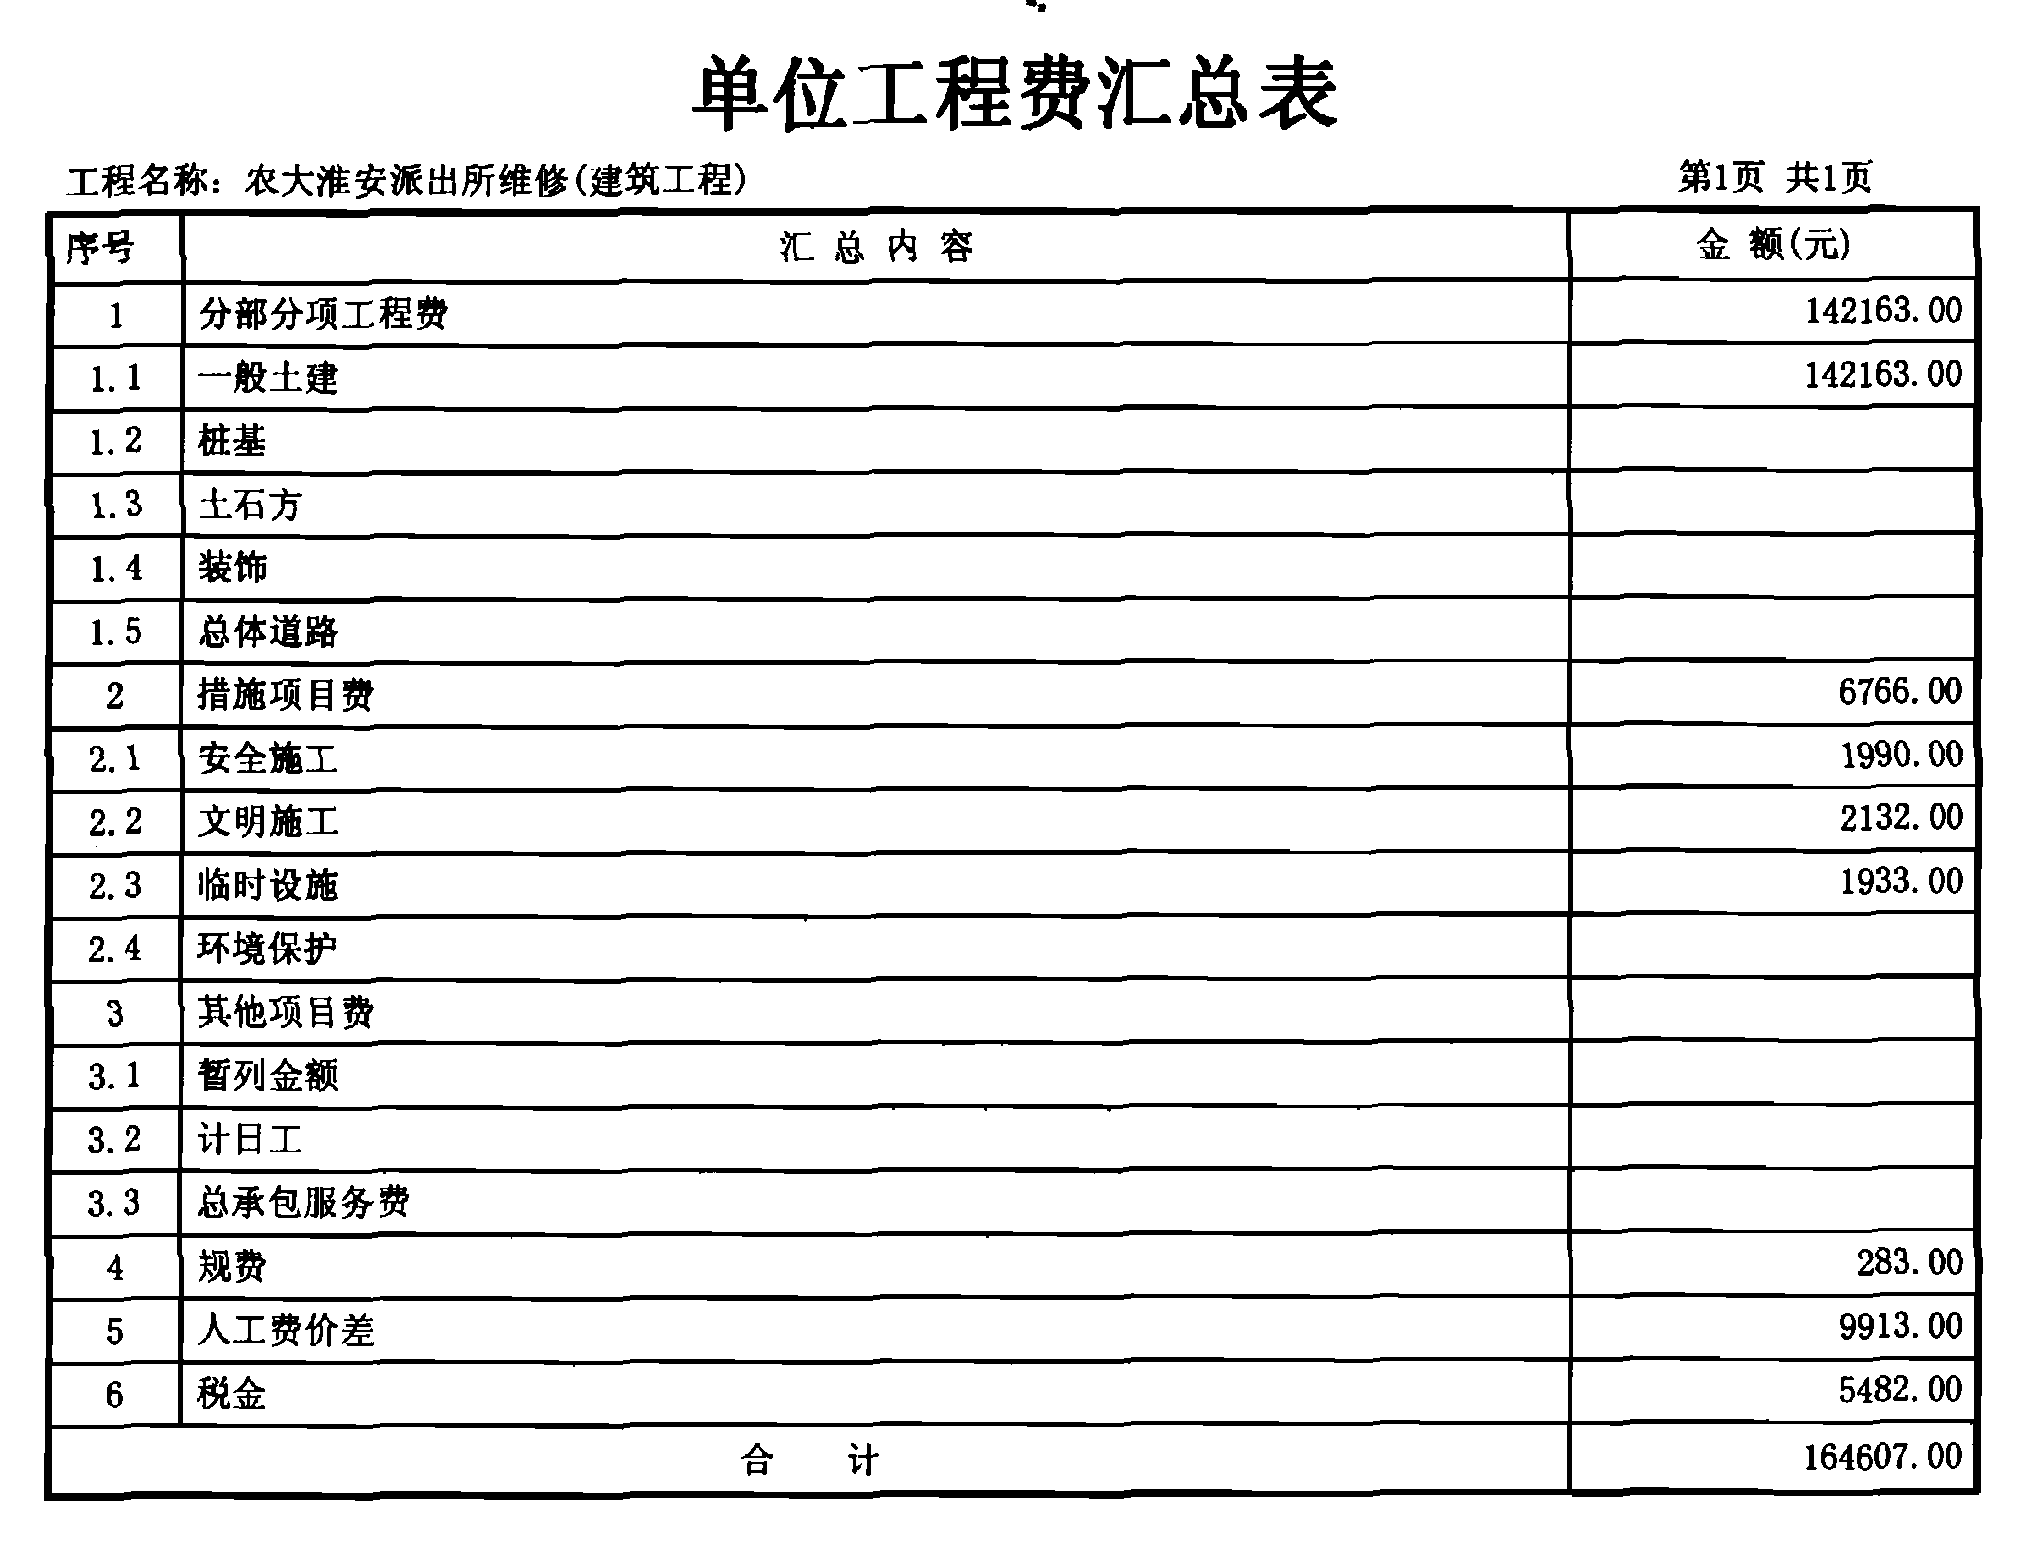 单位工程费汇总表
工程名称：农大淮安派出所维修(建筑工程) 第1页 共1页
序号 汇 总 内 容 金 额(元)
1 分部分项工程费 142163.00
1.1 一般土建 142163.00
1.2 桩基
1.3 土石方
1.4 装饰
1.5 总体道路
2 措施项目费 6766.00
2.1 安全施工 1990.00
2.2 文明施工 2132.00
2.3 临时设施 1933.00
2.4 环境保护
3 其他项目费
3.1 暂列金额
3.2 计日工
3.3 总承包服务费
4 规费 283.00
5 人工费价差 9913.00
6 税金 5482.00
合 计 164607.00